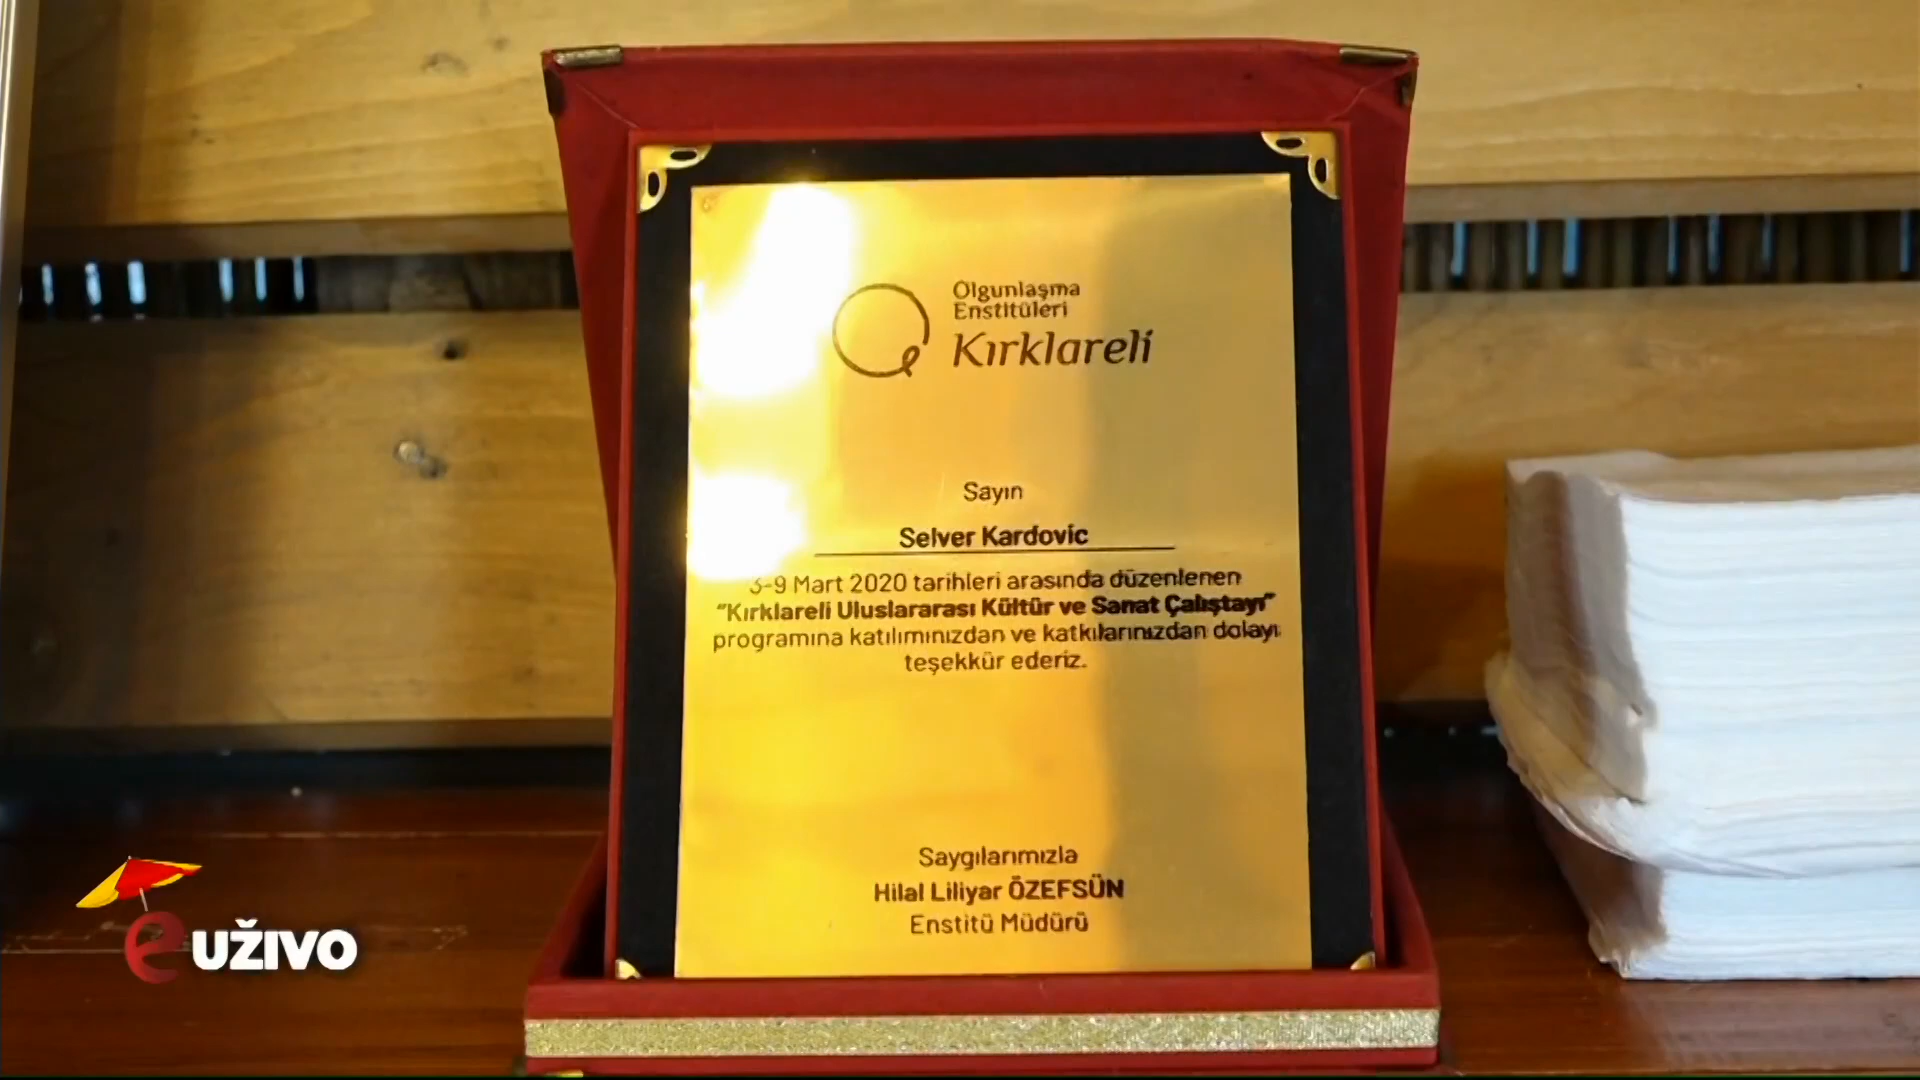 Olgunlaşma
Enstitüleri
Kırklareli
Sayın
Selver Kardovic
3-9 Mart 2020 tarihleri arasında düzenlenen
“Kırklareli Uluslararası Kültür ve Sanat Çalıştayı”
programına katılımınızdan ve katkılarınızdan dolayı
teşekkür ederiz.
Saygılarımızla
Hilal Liliyar ÖZEFSÜN
Enstitü Müdürü
e UŽIVO